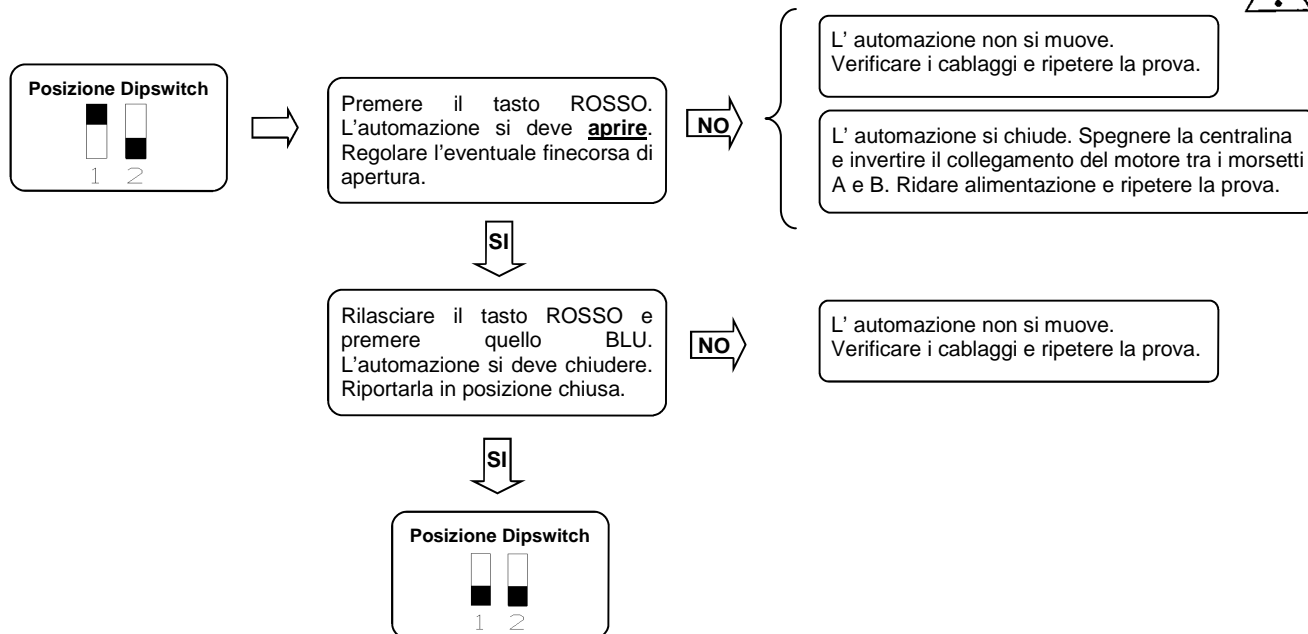 Posizione Dipswitch
1 2
Premere il tasto ROSSO.
L'automazione si deve aprire.
Regolare l'eventuale finecorsa di
apertura.
NO
L' automazione non si muove.
Verificare i cablaggi e ripetere la prova.
L' automazione si chiude. Spegnere la centralina
e invertire il collegamento del motore tra i morsetti
A e B. Ridare alimentazione e ripetere la prova.
SI
Rilasciare il tasto ROSSO e
premere quello BLU.
L'automazione si deve chiudere.
Riportarla in posizione chiusa.
NO
L' automazione non si muove.
Verificare i cablaggi e ripetere la prova.
SI
Posizione Dipswitch
1 2